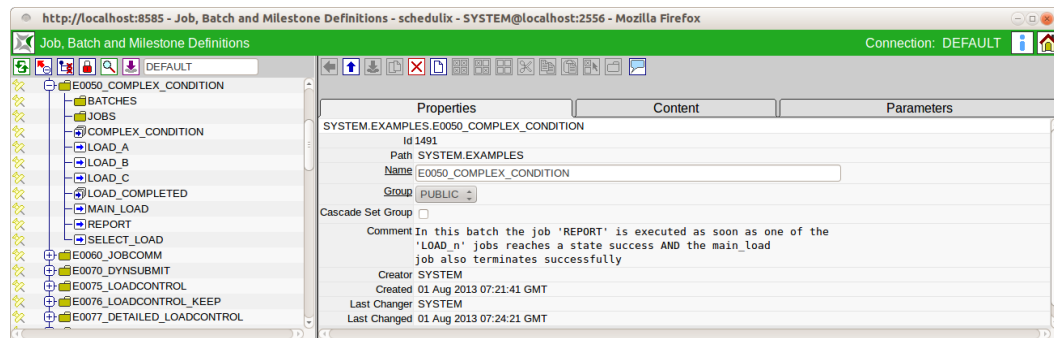 http://localhost:8585 - Job, Batch and Milestone Definitions - schedulix - SYSTEM@localhost:2556 - Mozilla Firefox
Job, Batch and Milestone Definitions
Connection: DEFAULT
DEFAULT
E0050_COMPLEX_CONDITION
BATCHES
JOBS
COMPLEX_CONDITION
LOAD_A
LOAD_B
LOAD_C
LOAD_COMPLETED
MAIN_LOAD
REPORT
SELECT_LOAD
E0060_JOBCOMM
E0070_DYNSUBMIT
E0075_LOADCONTROL
E0076_LOADCONTROL_KEEP
E0077_DETAILED_LOADCONTROL
Properties
Content
Parameters
SYSTEM.EXAMPLES.E0050_COMPLEX_CONDITION
Id 1491
Path SYSTEM.EXAMPLES
Name E0050_COMPLEX_CONDITION
Group PUBLIC
Cascade Set Group
Comment In this batch the job 'REPORT' is executed as soon as one of the
'LOAD_n' jobs reaches a state success AND the main_load
job also terminates successfully
Creator SYSTEM
Created 01 Aug 2013 07:21:41 GMT
Last Changer SYSTEM
Last Changed 01 Aug 2013 07:24:21 GMT